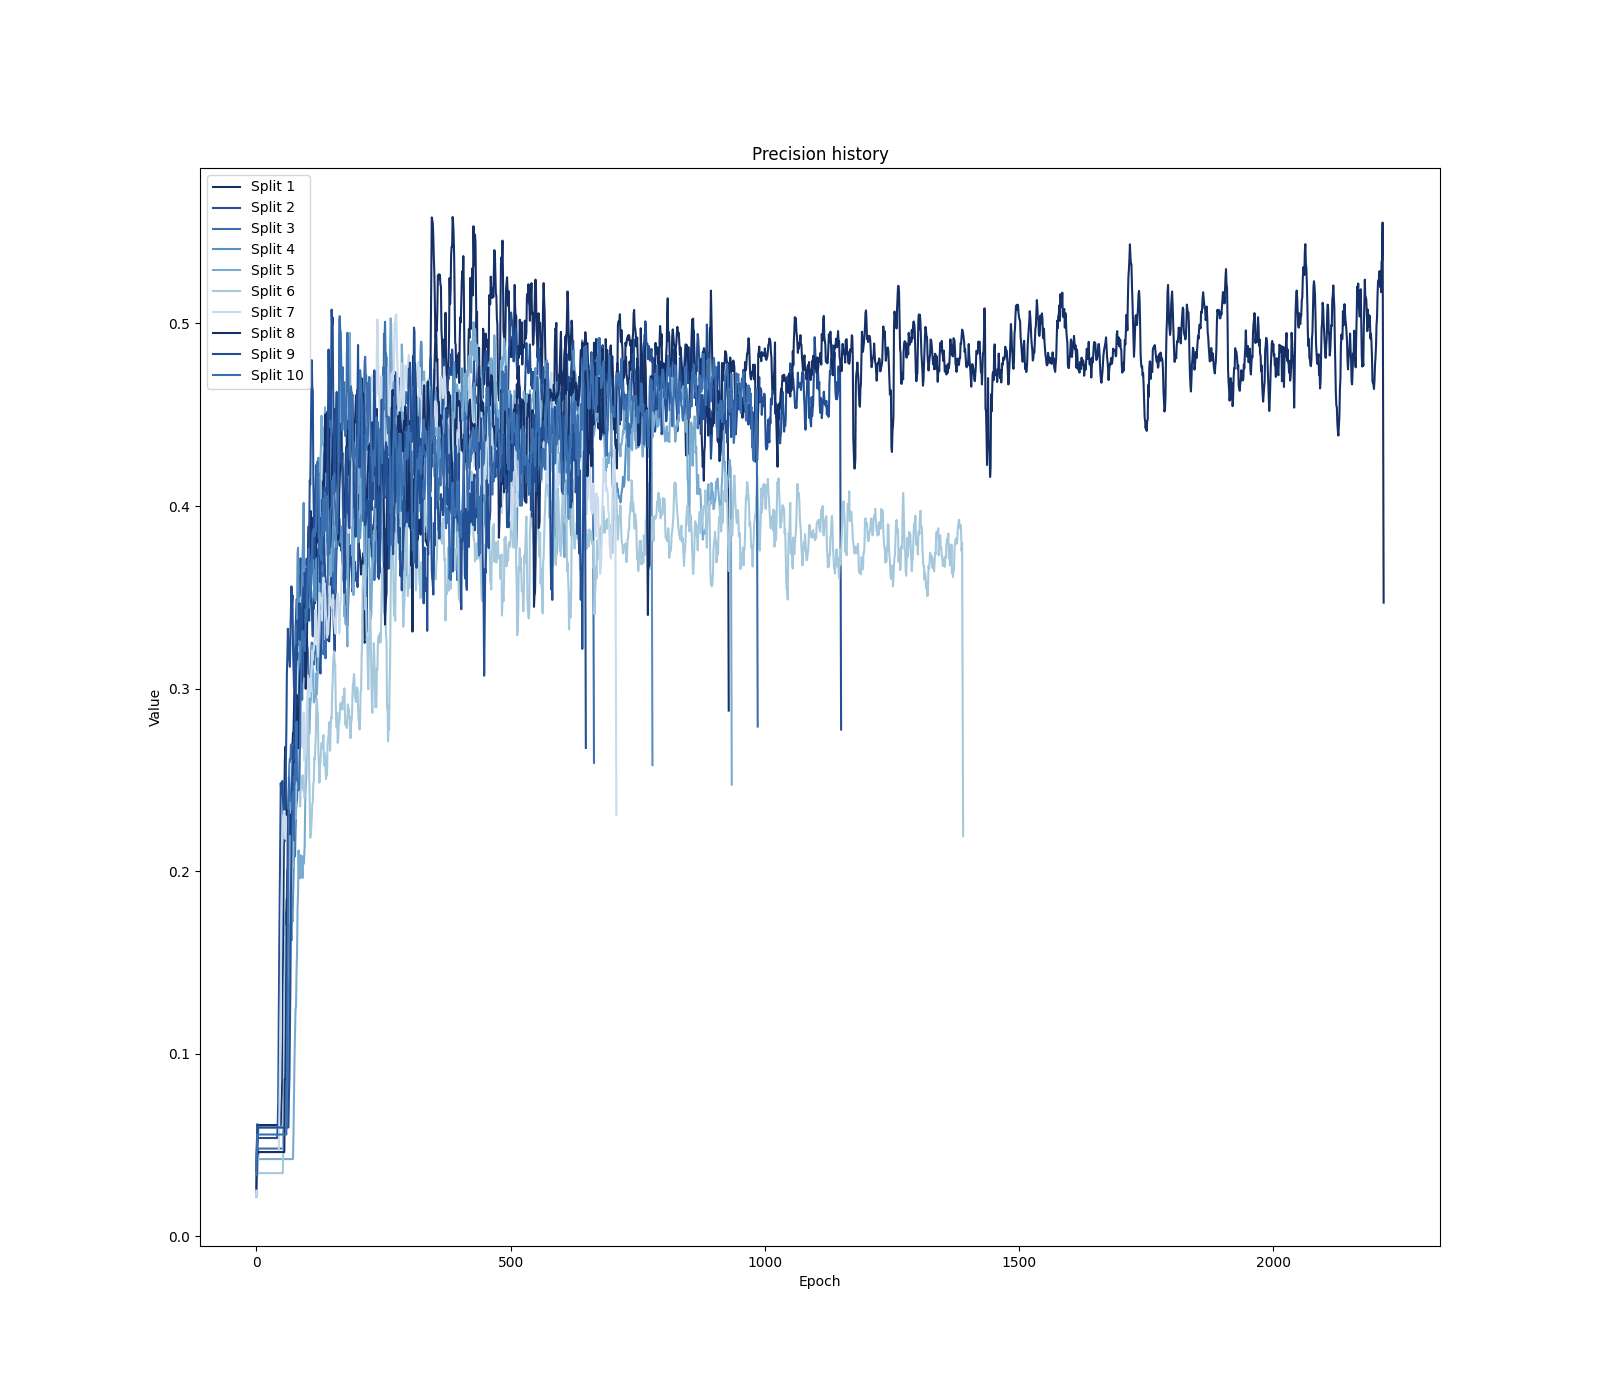 Precision history
Split 1
Split 2
Split 3
Split 4
Split 5
Split 6
Split 7
Split 8
Split 9
Split 10
0.5
0.4
0.3
0.2
0.1
0.0
Value
0 500 1000 1500 2000
Epoch